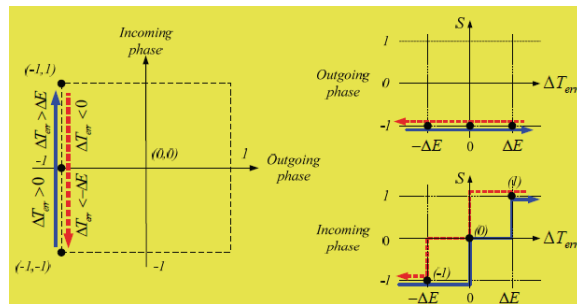 Incoming
phase
(-1,1)
ΔT_err>ΔE
ΔT_err<0
-1
(0,0)
1
Outgoing
phase
ΔT_err>0
ΔT_err<-ΔE
(-1,-1)
-1
S
1
Outgoing
phase
0
ΔT_err
-1
-ΔE
0
ΔE
S
1
(1)
Incoming
phase
0
(0)
ΔT_err
(-1)
-1
-ΔE
0
ΔE